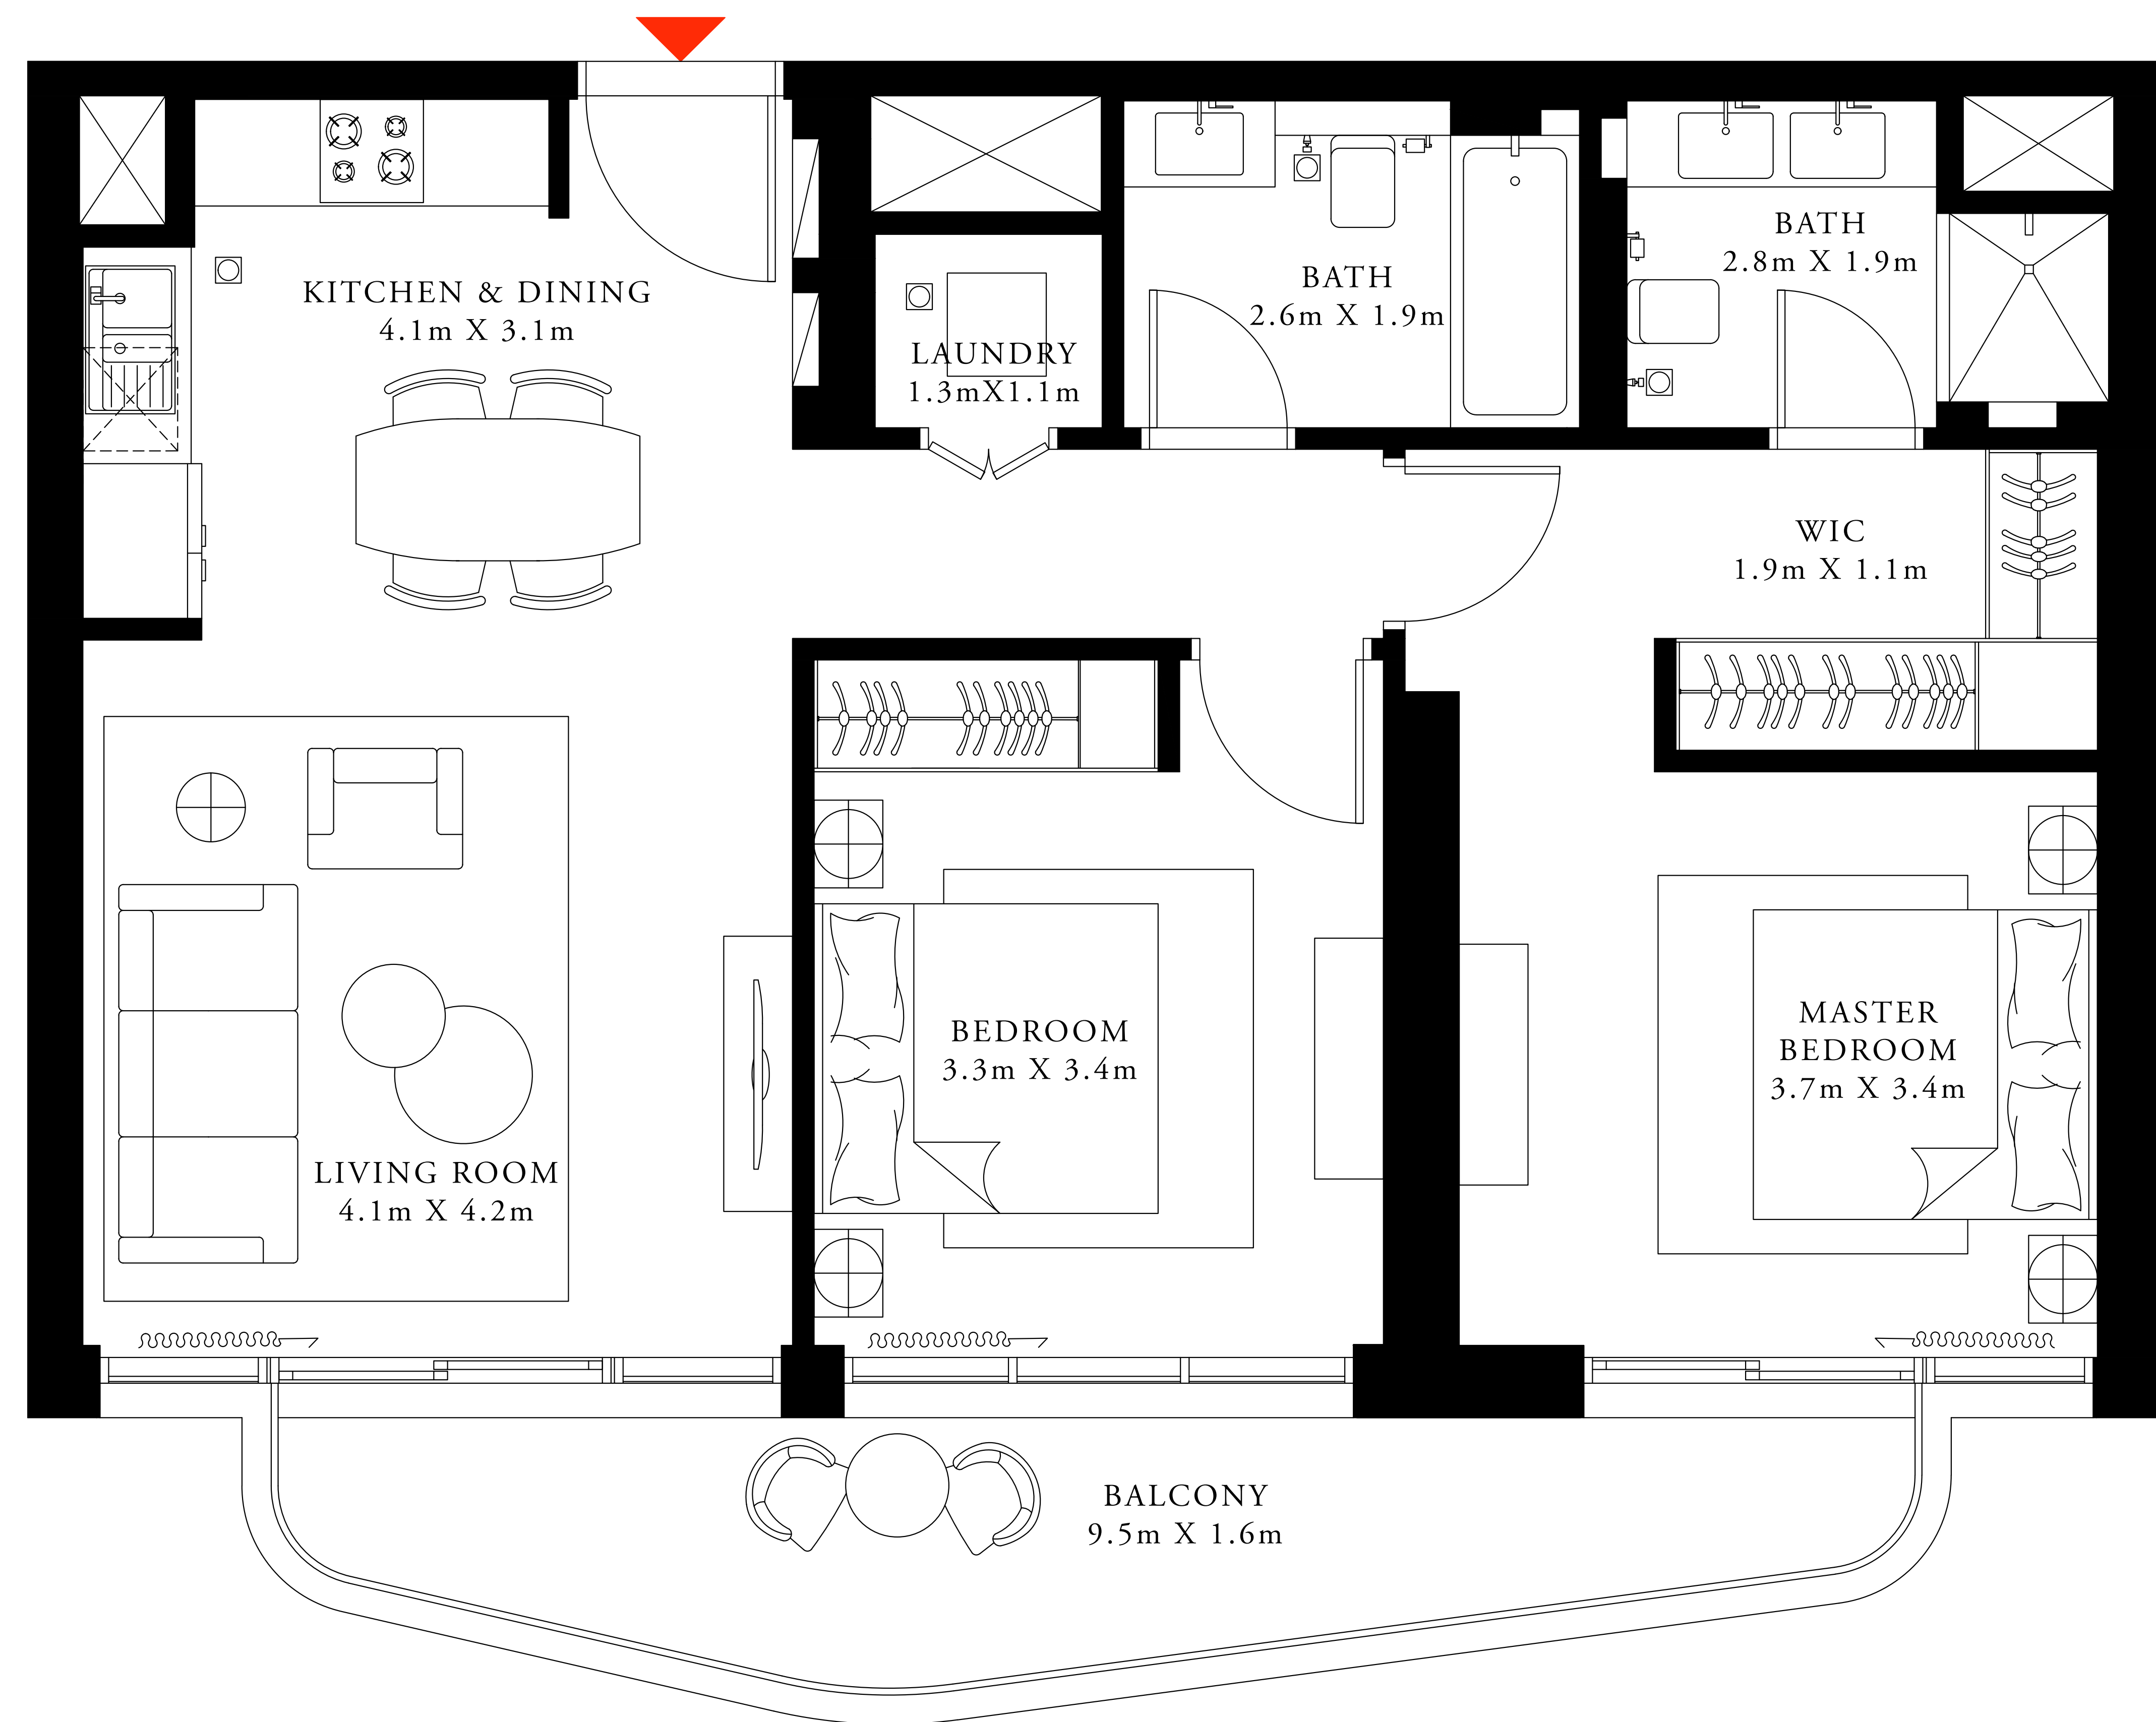 KITCHEN & DINING
4.1m X 3.1m
LAUNDRY
1.3mX1.1m
BATH
2.6m X 1.9m
BATH
2.8m X 1.9m
WIC
1.9m X 1.1m
LIVING ROOM
4.1m X 4.2m
BEDROOM
3.3m X 3.4m
MASTER
BEDROOM
3.7m X 3.4m
BALCONY
9.5m X 1.6m